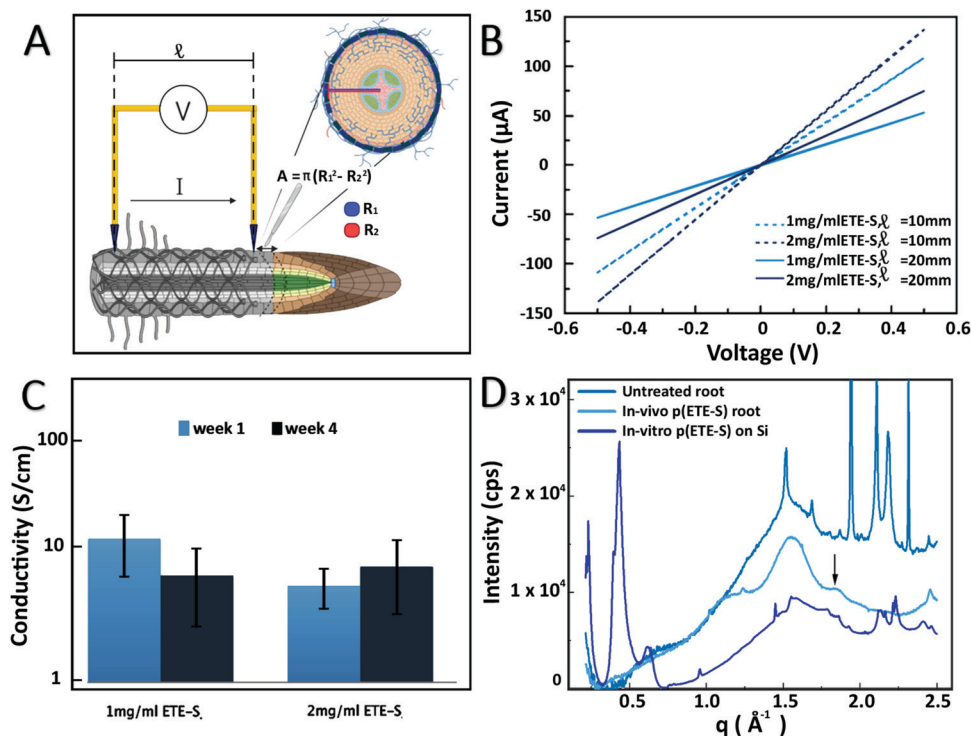 A
ℓ
V
I
A = π (R₁²- R₂²)
R₁
R₂
B
Current (µA)
150
100
50
0
-50
-100
-150
-0.6
-0.4
-0.2
0
0.2
0.4
0.6
Voltage (V)
1mg/mlETE-S,ℓ =10mm
2mg/mlETE-S,ℓ =10mm
1mg/mlETE-S,ℓ =20mm
2mg/mlETE-S,ℓ =20mm
C
Conductivity (S/cm)
100
10
1
week 1
week 4
1mg/ml ETE-S.
2mg/ml ETE-S.
D
Intensity (cps)
3 x 10⁴
2 x 10⁴
1 x 10⁴
0
Untreated root
In-vivo p(ETE-S) root
In-vitro p(ETE-S) on Si
0.5
1.0
1.5
2.0
2.5
q ( Å⁻¹)